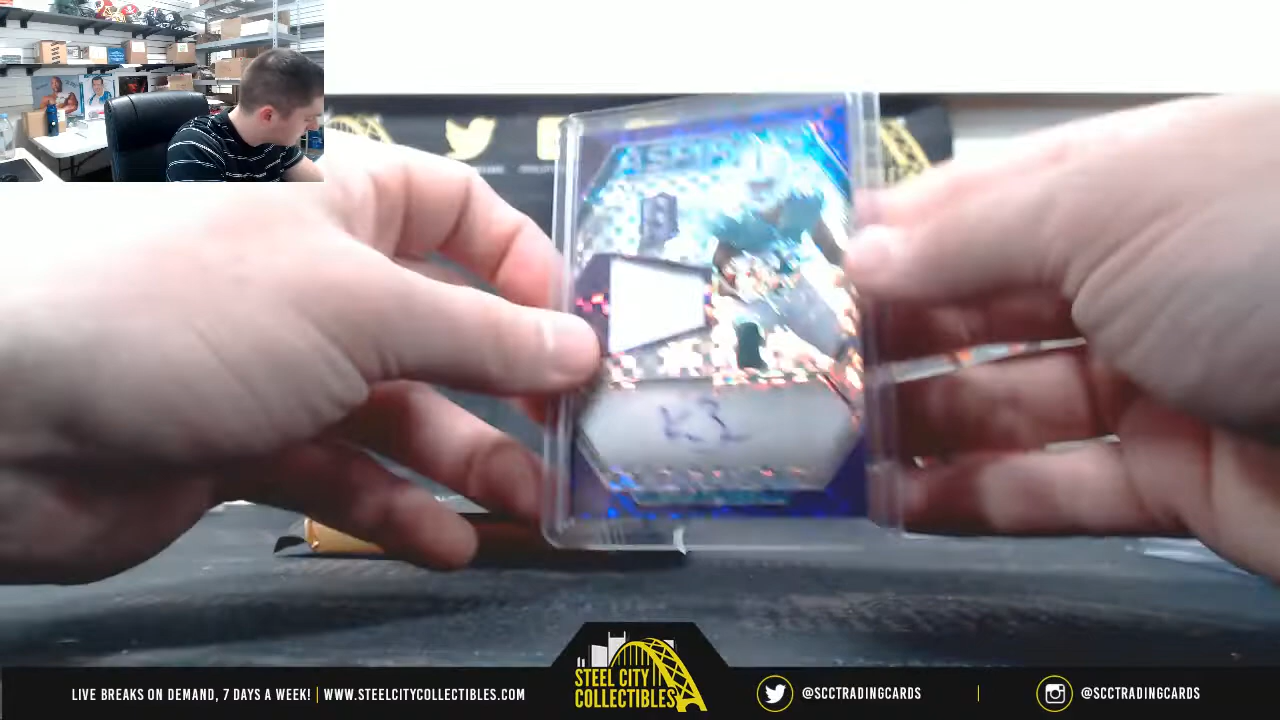 LIVE BREAKS ON DEMAND, 7 DAYS A WEEK! | WWW.STEELCITYCOLLECTIBLES.COM
STEEL CITY
COLLECTIBLES
@SCCTRADINGCARDS
@SCCTRADINGCARDS